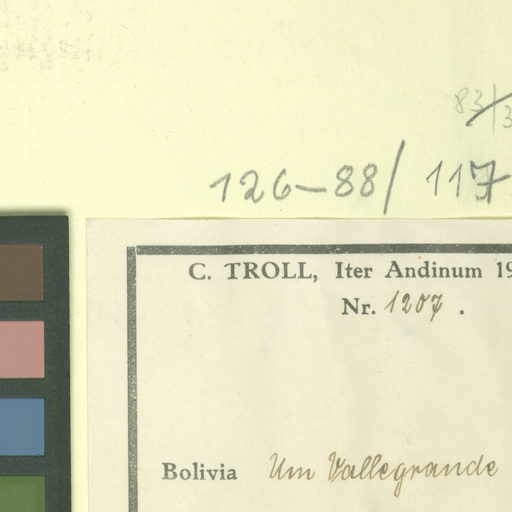 83/3
126-88/117
C. TROLL, Iter Andinum 19
Nr. 1207.
Bolivia Um Vallegrande